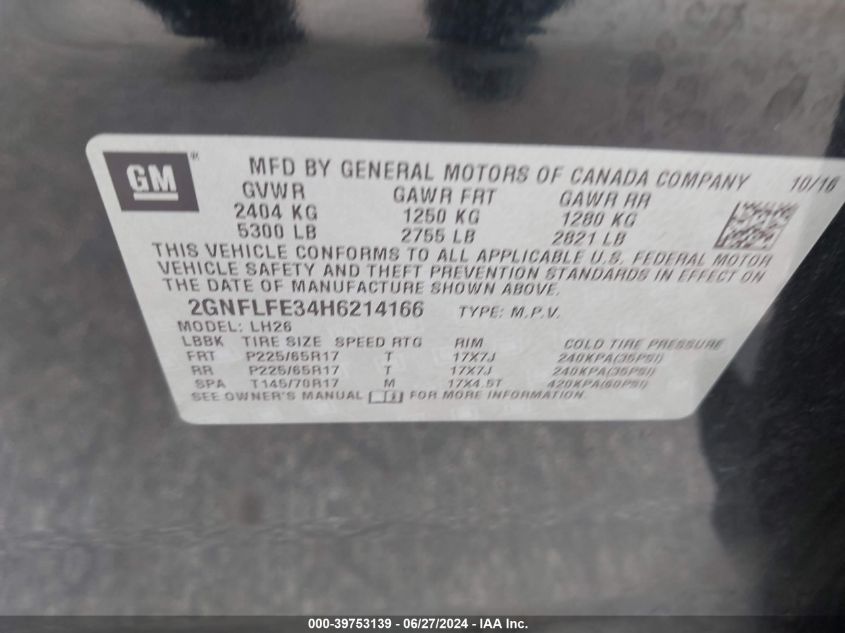 GM®
MFD BY GENERAL MOTORS OF CANADA COMPANY 10/16
GVWR GAWR FRT GAWR RR
2404 KG 1250 KG 1280 KG
5300 LB 2755 LB 2821 LB
THIS VEHICLE CONFORMS TO ALL APPLICABLE U.S. FEDERAL MOTOR
VEHICLE SAFETY AND THEFT PREVENTION STANDARDS IN EFFECT ON
THE DATE OF MANUFACTURE SHOWN ABOVE.
2GNFLFE34H6214166 TYPE: M.P.V.
MODEL: LH26
LBBK TIRE SIZE SPEED RTG RIM COLD TIRE PRESSURE
FRT P225/65R17 T 17X7J 240KPA(35PSI)
RR P225/65R17 T 17X7J 240KPA(35PSI)
SPA T145/70R17 M 17X4.5T 420KPA(60PSI)
SEE OWNER'S MANUAL FOR MORE INFORMATION.
000-39753139 / 06/27/2024 - IAA Inc.